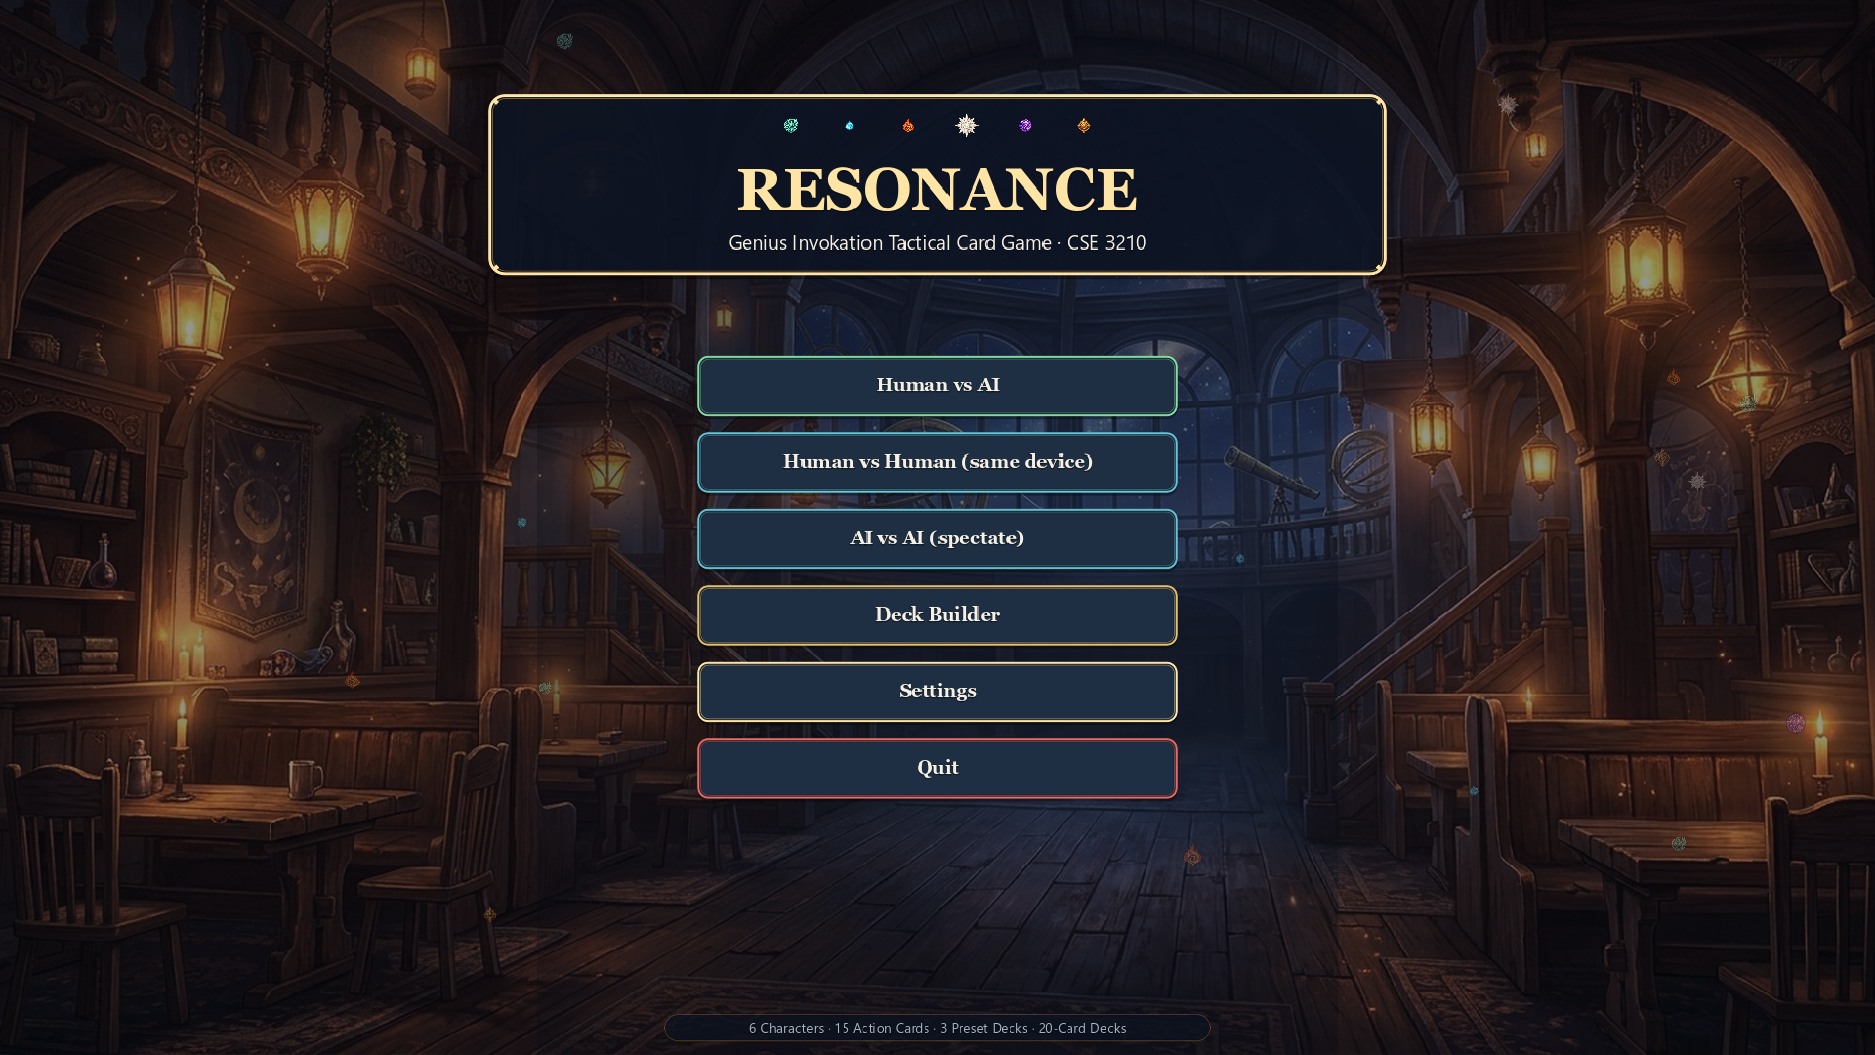 RESONANCE
Genius Invokation Tactical Card Game · CSE 3210
Human vs AI
Human vs Human (same device)
AI vs AI (spectate)
Deck Builder
Settings
Quit
6 Characters · 15 Action Cards · 3 Preset Decks · 20-Card Decks